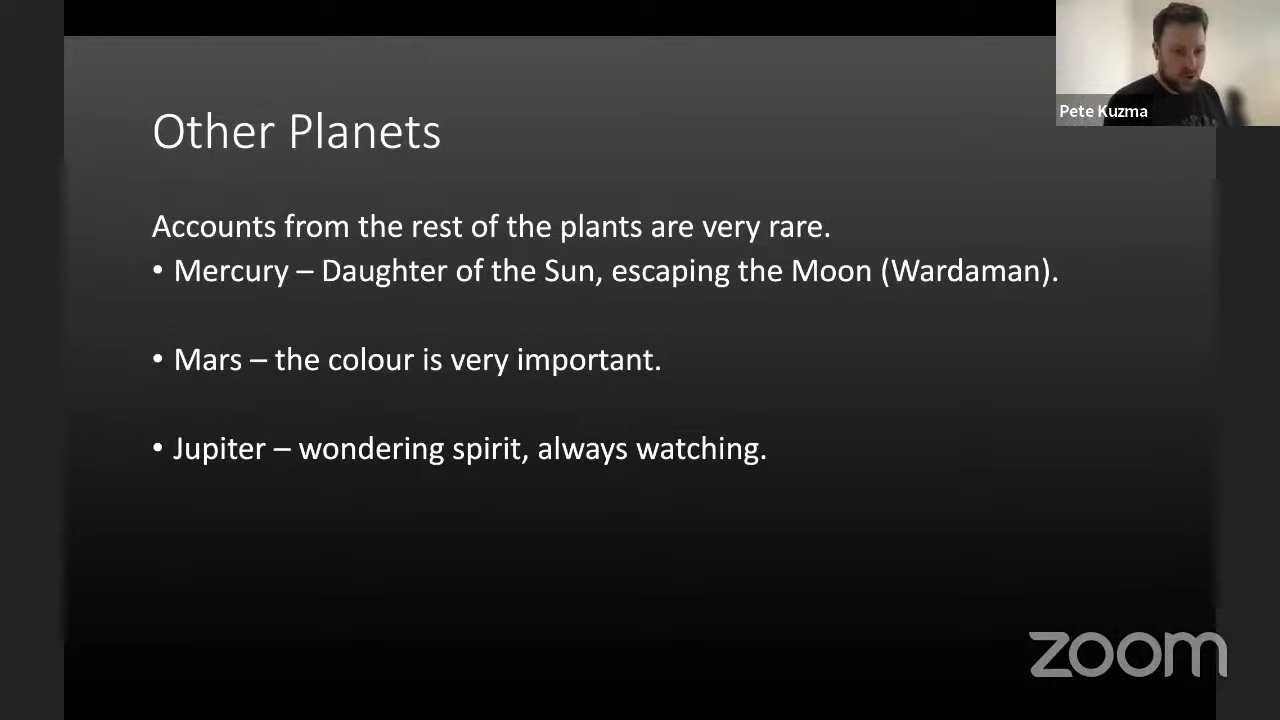 Pete Kuzma
Other Planets
Accounts from the rest of the plants are very rare.
• Mercury – Daughter of the Sun, escaping the Moon (Wardaman).
• Mars – the colour is very important.
• Jupiter – wondering spirit, always watching.
zoom